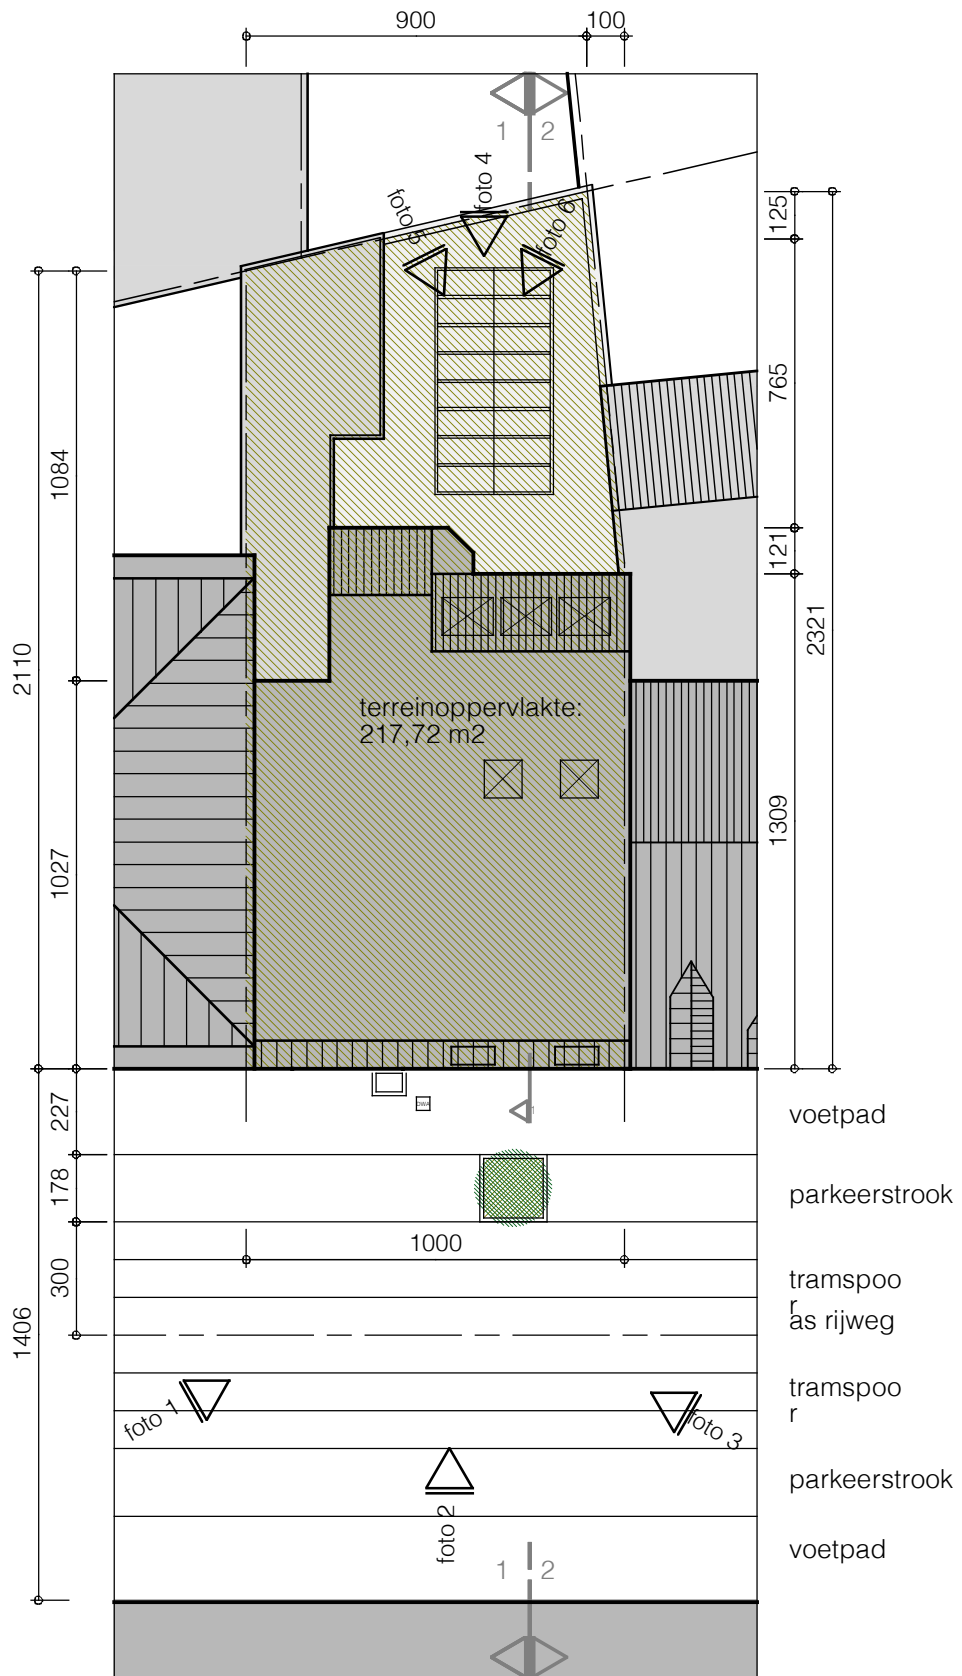 900
100
1
2
foto 4
foto 5
foto 6
125
765
1084
121
2321
2110
terreinoppervlakte:
217,72 m2
1309
1027
227
DWA
1
voetpad
178
parkeerstrook
1000
300
tramspoo
r
as rijweg
1406
tramspoo
r
foto 1
foto 3
parkeerstrook
foto 2
voetpad
1
2